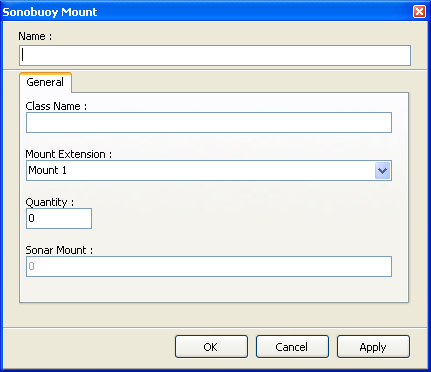 Sonobuoy Mount
Name :
General
Class Name :
Mount Extension :
Mount 1
Quantity :
0
Sonar Mount :
0
OK Cancel Apply